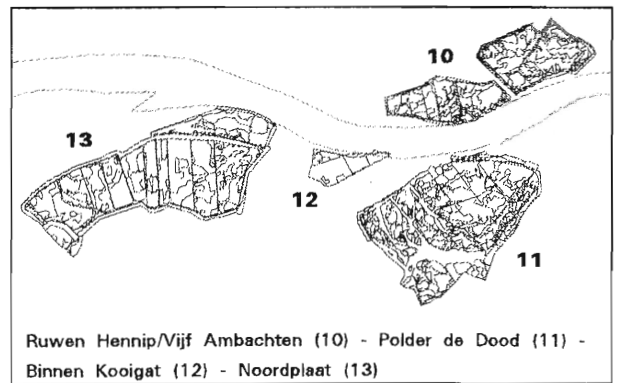 10
13
12
11
Ruwen Hennip/Vijf Ambachten (10) - Polder de Dood (11) -
Binnen Kooigat (12) - Noordplaat (13)